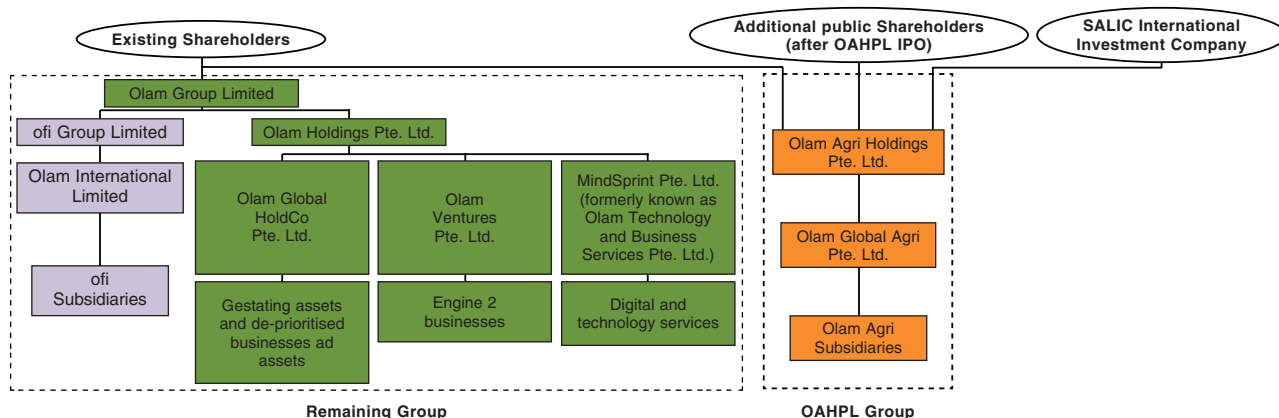 Existing Shareholders
Additional public Shareholders
(after OAHPL IPO)
SALIC International
Investment Company
Olam Group Limited
ofi Group Limited
Olam Holdings Pte. Ltd.
Olam International
Limited
ofi
Subsidiaries
Olam Global
HoldCo
Pte. Ltd.
Olam
Ventures
Pte. Ltd.
MindSprint Pte. Ltd.
(formerly known as
Olam Technology
and Business
Services Pte. Ltd.)
Gestating assets
and de-prioritised
businesses ad
assets
Engine 2
businesses
Digital and
technology services
Olam Agri Holdings
Pte. Ltd.
Olam Global Agri
Pte. Ltd.
Olam Agri
Subsidiaries
Remaining Group
OAHPL Group